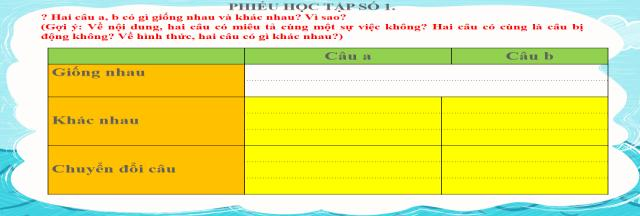 PHIẾU HỌC TẬP SỐ 1.
? Hai câu a, b có gì giống nhau và khác nhau? Vì sao?
(Gợi ý: Về nội dung, hai câu có miêu tả cùng một sự việc không? Hai câu có cùng là câu bị
động không? Về hình thức, hai câu có gì khác nhau?)
Câu a Câu b
Giống nhau
Khác nhau
Chuyển đổi câu